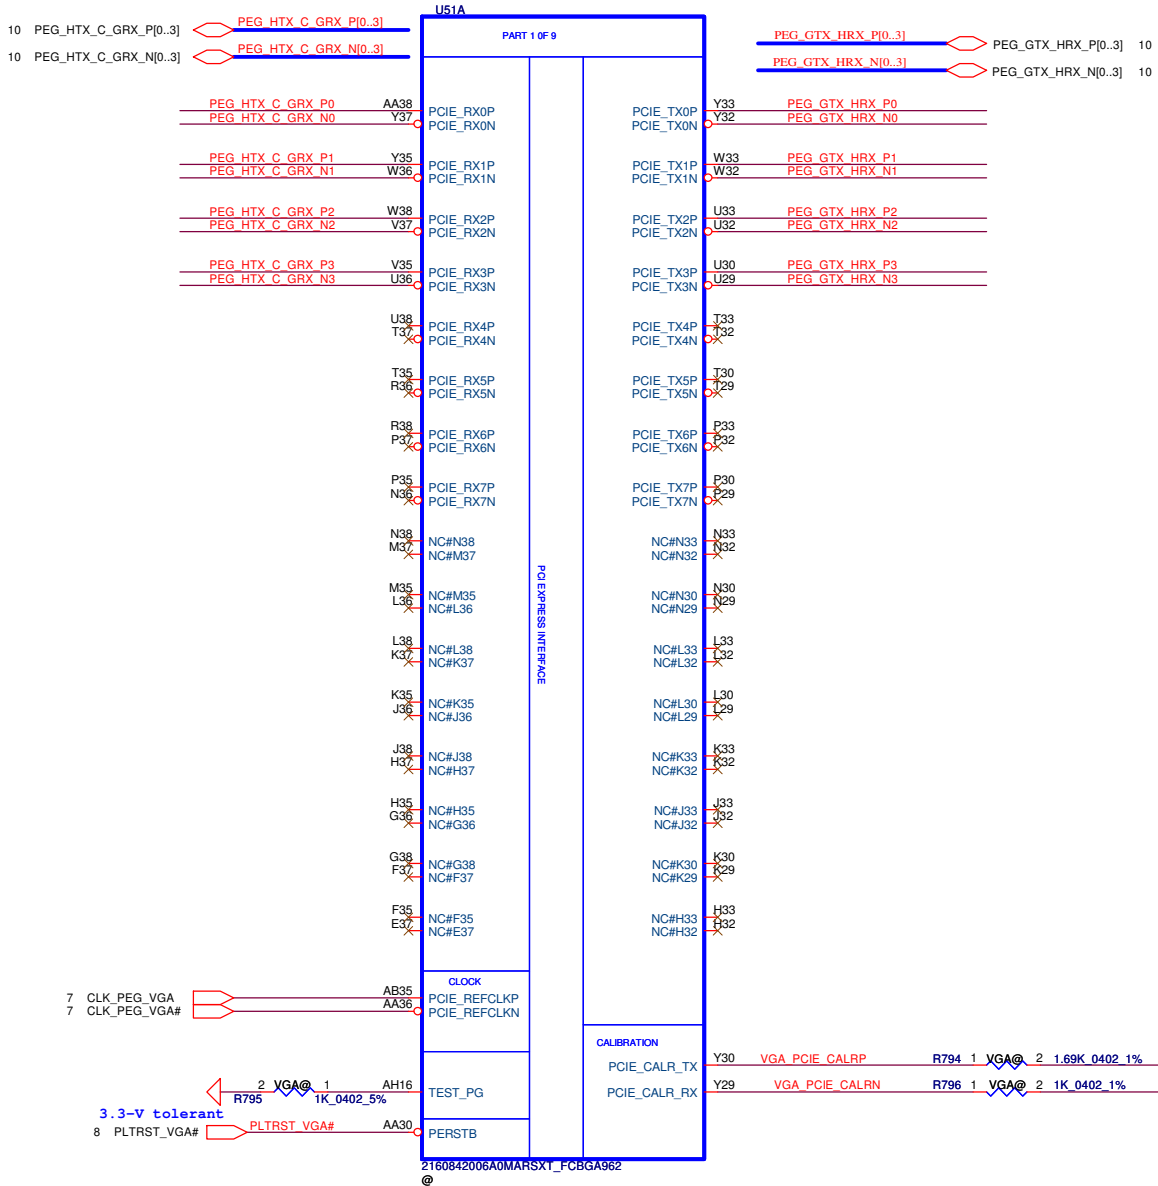 U51A
PART 1 0F 9
10 PEG_HTX_C_GRX_P[0..3] PEG_HTX_C_GRX_P[0..3]
10 PEG_HTX_C_GRX_N[0..3] PEG_HTX_C_GRX_N[0..3]
PEG_GTX_HRX_P[0..3] PEG_GTX_HRX_P[0..3] 10
PEG_GTX_HRX_N[0..3] PEG_GTX_HRX_N[0..3] 10
PEG_HTX_C_GRX_P0 AA38 PCIE_RX0P PCIE_TX0P Y33 PEG_GTX_HRX_P0
PEG_HTX_C_GRX_N0 Y37 PCIE_RX0N PCIE_TX0N Y32 PEG_GTX_HRX_N0
PEG_HTX_C_GRX_P1 Y35 PCIE_RX1P PCIE_TX1P W33 PEG_GTX_HRX_P1
PEG_HTX_C_GRX_N1 W36 PCIE_RX1N PCIE_TX1N W32 PEG_GTX_HRX_N1
PEG_HTX_C_GRX_P2 W38 PCIE_RX2P PCIE_TX2P U33 PEG_GTX_HRX_P2
PEG_HTX_C_GRX_N2 V37 PCIE_RX2N PCIE_TX2N U32 PEG_GTX_HRX_N2
PEG_HTX_C_GRX_P3 V35 PCIE_RX3P PCIE_TX3P U30 PEG_GTX_HRX_P3
PEG_HTX_C_GRX_N3 U36 PCIE_RX3N PCIE_TX3N U29 PEG_GTX_HRX_N3
U38 PCIE_RX4P PCIE_TX4P T33
T37 PCIE_RX4N PCIE_TX4N T32
T35 PCIE_RX5P PCIE_TX5P T30
R36 PCIE_RX5N PCIE_TX5N T29
R38 PCIE_RX6P PCIE_TX6P P33
P37 PCIE_RX6N PCIE_TX6N P32
P35 PCIE_RX7P PCIE_TX7P P30
N36 PCIE_RX7N PCIE_TX7N P29
N38 NC#N38 NC#N33 N33
M37 NC#M37 NC#N32 N32
M35 NC#M35 NC#N30 N30
L36 NC#L36 NC#N29 N29
L38 NC#L38 NC#L33 L33
K37 NC#K37 NC#L32 L32
K35 NC#K35 NC#L30 L30
J36 NC#J36 NC#L29 L29
J38 NC#J38 NC#K33 K33
H37 NC#H37 NC#K32 K32
H35 NC#H35 NC#J33 J33
G36 NC#G36 NC#J32 J32
G38 NC#G38 NC#K30 K30
F37 NC#F37 NC#K29 K29
F35 NC#F35 NC#H33 H33
E37 NC#E37 NC#H32 H32
PCI EXPRESS INTERFACE
CLOCK
7 CLK_PEG_VGA AB35 PCIE_REFCLKP
7 CLK_PEG_VGA# AA36 PCIE_REFCLKN
CALIBRATION
PCIE_CALR_TX Y30 VGA_PCIE_CALRP R794 1 VGA@ 2 1.69K_0402_1%
PCIE_CALR_RX Y29 VGA_PCIE_CALRN R796 1 VGA@ 2 1K_0402_1%
2 VGA@ 1 AH16 TEST_PG
R795 1K_0402_5%
3.3-V tolerant
8 PLTRST_VGA# PLTRST_VGA# AA30 PERSTB
2160842006A0MARSXT_FCBGA962
@